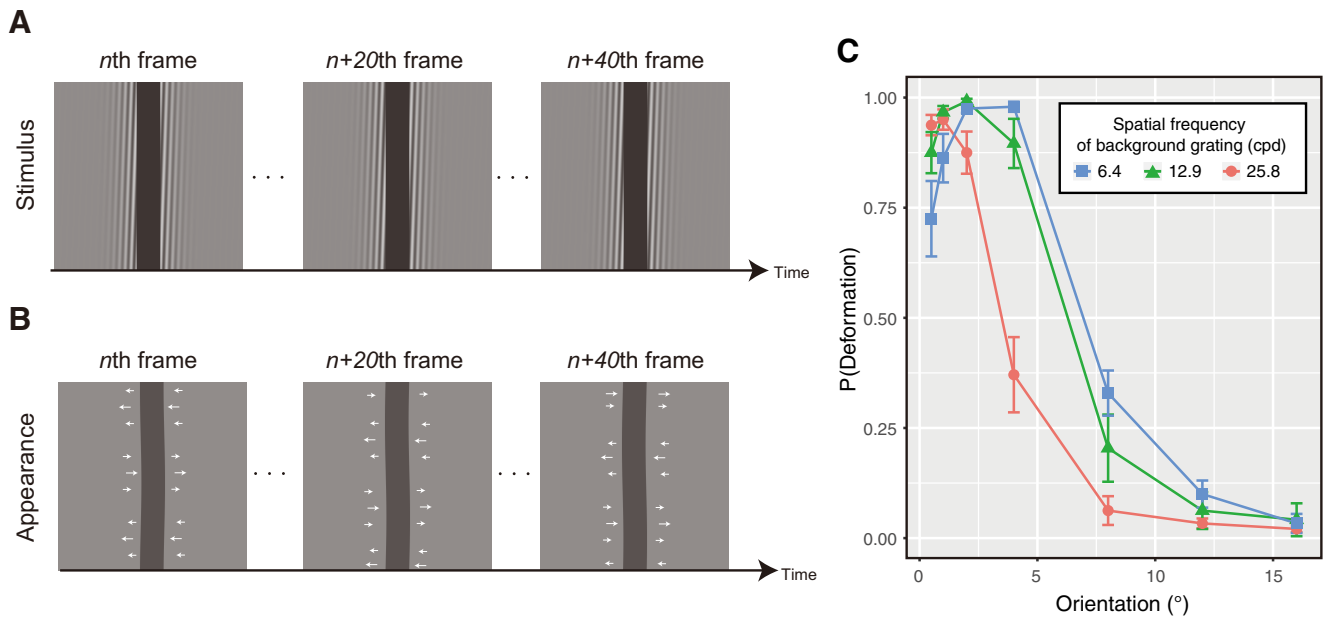 A
nth frame
n+20th frame
n+40th frame
Stimulus
. . .
. . .
Time
B
nth frame
n+20th frame
n+40th frame
Appearance
. . .
. . .
Time
C
1.00
0.75
0.50
0.25
0.00
P(Deformation)
Spatial frequency
of background grating (cpd)
6.4 12.9 25.8
0 5 10 15
Orientation (°)